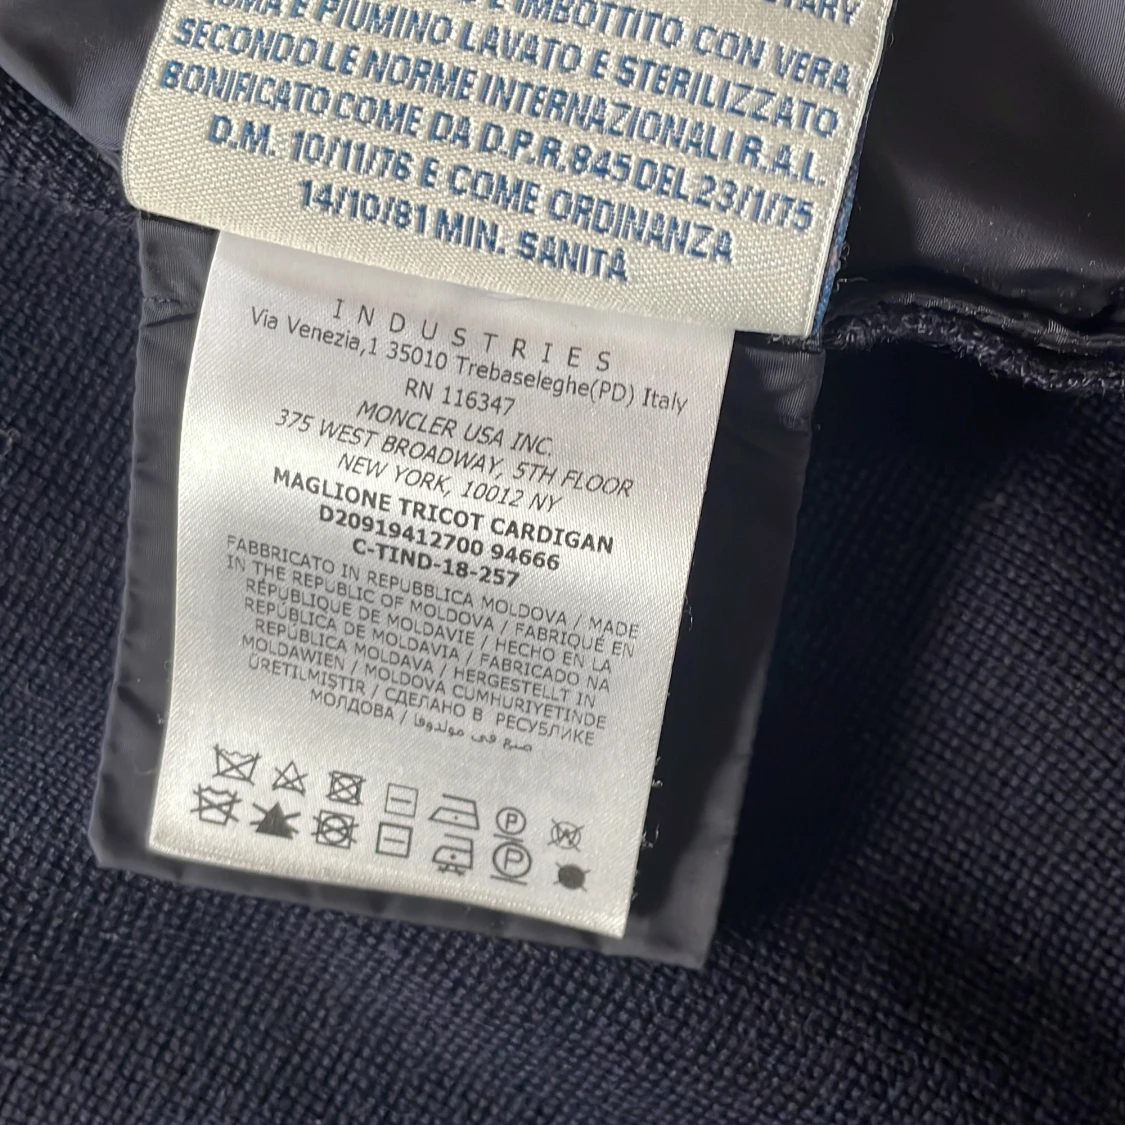 E IMBOTTITO CON VERA
E PIUMINO LAVATO E STERILIZZATO
SECONDO LE NORME INTERNAZIONALI R.A.L.
BONIFICATO COME DA D.P.R. 845 DEL 23/1/75
D.M. 10/11/76 E COME ORDINANZA
14/10/81 MIN. SANITÀ
INDUSTRIES
Via Venezia,1 35010 Trebaseleghe(PD) Italy
RN 116347
MONCLER USA INC.
375 WEST BROADWAY, 5TH FLOOR
NEW YORK, 10012 NY
MAGLIONE TRICOT CARDIGAN
D20919412700 94666
C-TIND-18-257
FABBRICATO IN REPUBBLICA MOLDOVA / MADE
IN THE REPUBLIC OF MOLDOVA / FABRIQUÉ EN
RÉPUBLIQUE DE MOLDAVIE / HECHO EN LA
REPÚBLICA DE MOLDAVIA / FABRICADO NA
REPÚBLICA MOLDAVA / HERGESTELLT IN
MOLDAWIEN / MOLDOVA CUMHURIYETINDE
ÜRETILMIŞTIR / СДЕЛАНО В РЕСУБЛИКЕ
МОЛДОВА / صنع في مولدوفا
P W
P